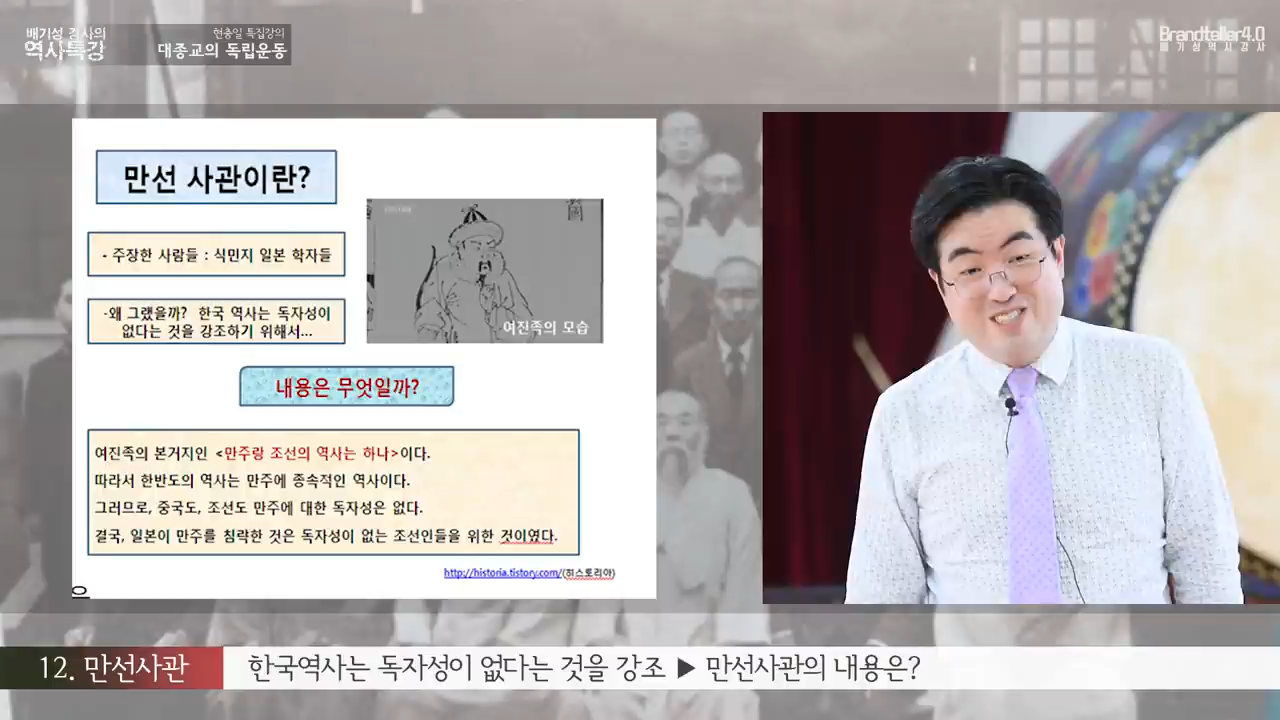 배기성 강사의
역사특강
현충일 특집강의
대종교의 독립운동
Brandteller4.0
배기성역사강사
만선 사관이란?
- 주장한 사람들 : 식민지 일본 학자들
-왜 그랬을까? 한국 역사는 독자성이
없다는 것을 강조하기 위해서...
여진족의 모습
내용은 무엇일까?
여진족의 본거지인 <만주랑 조선의 역사는 하나>이다.
따라서 한반도의 역사는 만주에 종속적인 역사이다.
그러므로, 중국도, 조선도 만주에 대한 독자성은 없다.
결국, 일본이 만주를 침략한 것은 독자성이 없는 조선인들을 위한 것이였다.
http://historia.tistory.com/(히스토리아)
12. 만선사관
한국역사는 독자성이 없다는 것을 강조 ▶ 만선사관의 내용은?